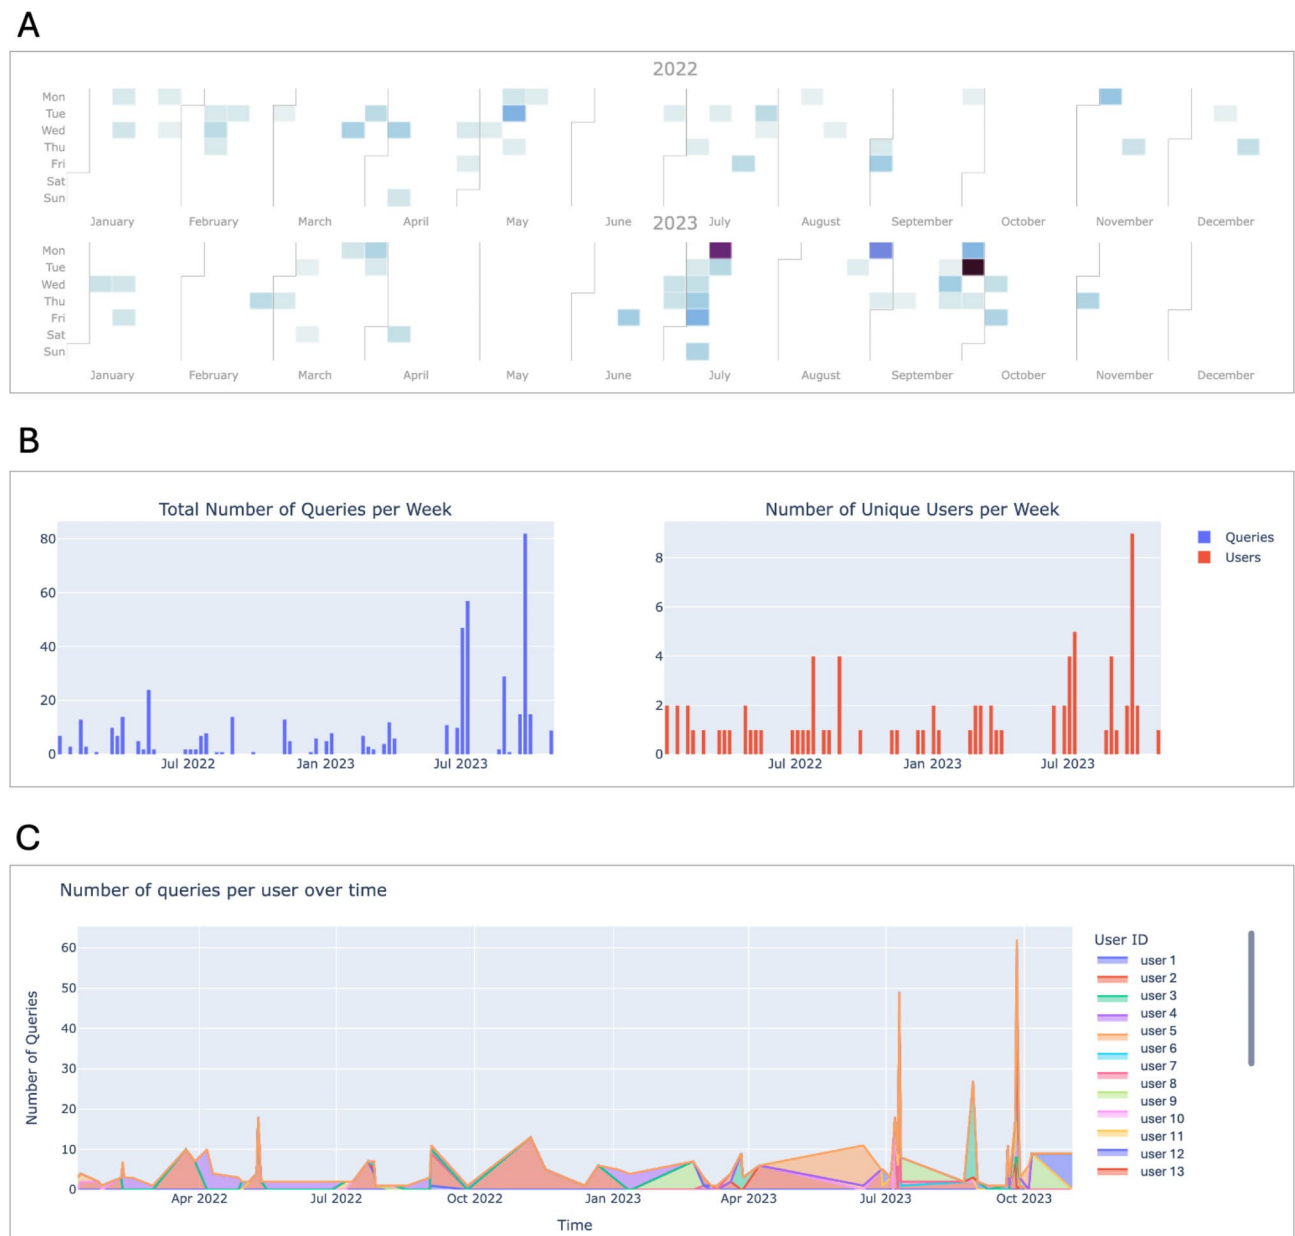 A
2022
Mon
Tue
Wed
Thu
Fri
Sat
Sun
January February March April May June July August September October November December
2023
Mon
Tue
Wed
Thu
Fri
Sat
Sun
January February March April May June July August September October November December
B
Total Number of Queries per Week
80
60
40
20
0
Jul 2022 Jan 2023 Jul 2023
Number of Unique Users per Week
8
6
4
2
0
Jul 2022 Jan 2023 Jul 2023
Queries
Users
C
Number of queries per user over time
Number of Queries
60
50
40
30
20
10
0
Apr 2022 Jul 2022 Oct 2022 Jan 2023 Apr 2023 Jul 2023 Oct 2023
Time
User ID
user 1
user 2
user 3
user 4
user 5
user 6
user 7
user 8
user 9
user 10
user 11
user 12
user 13